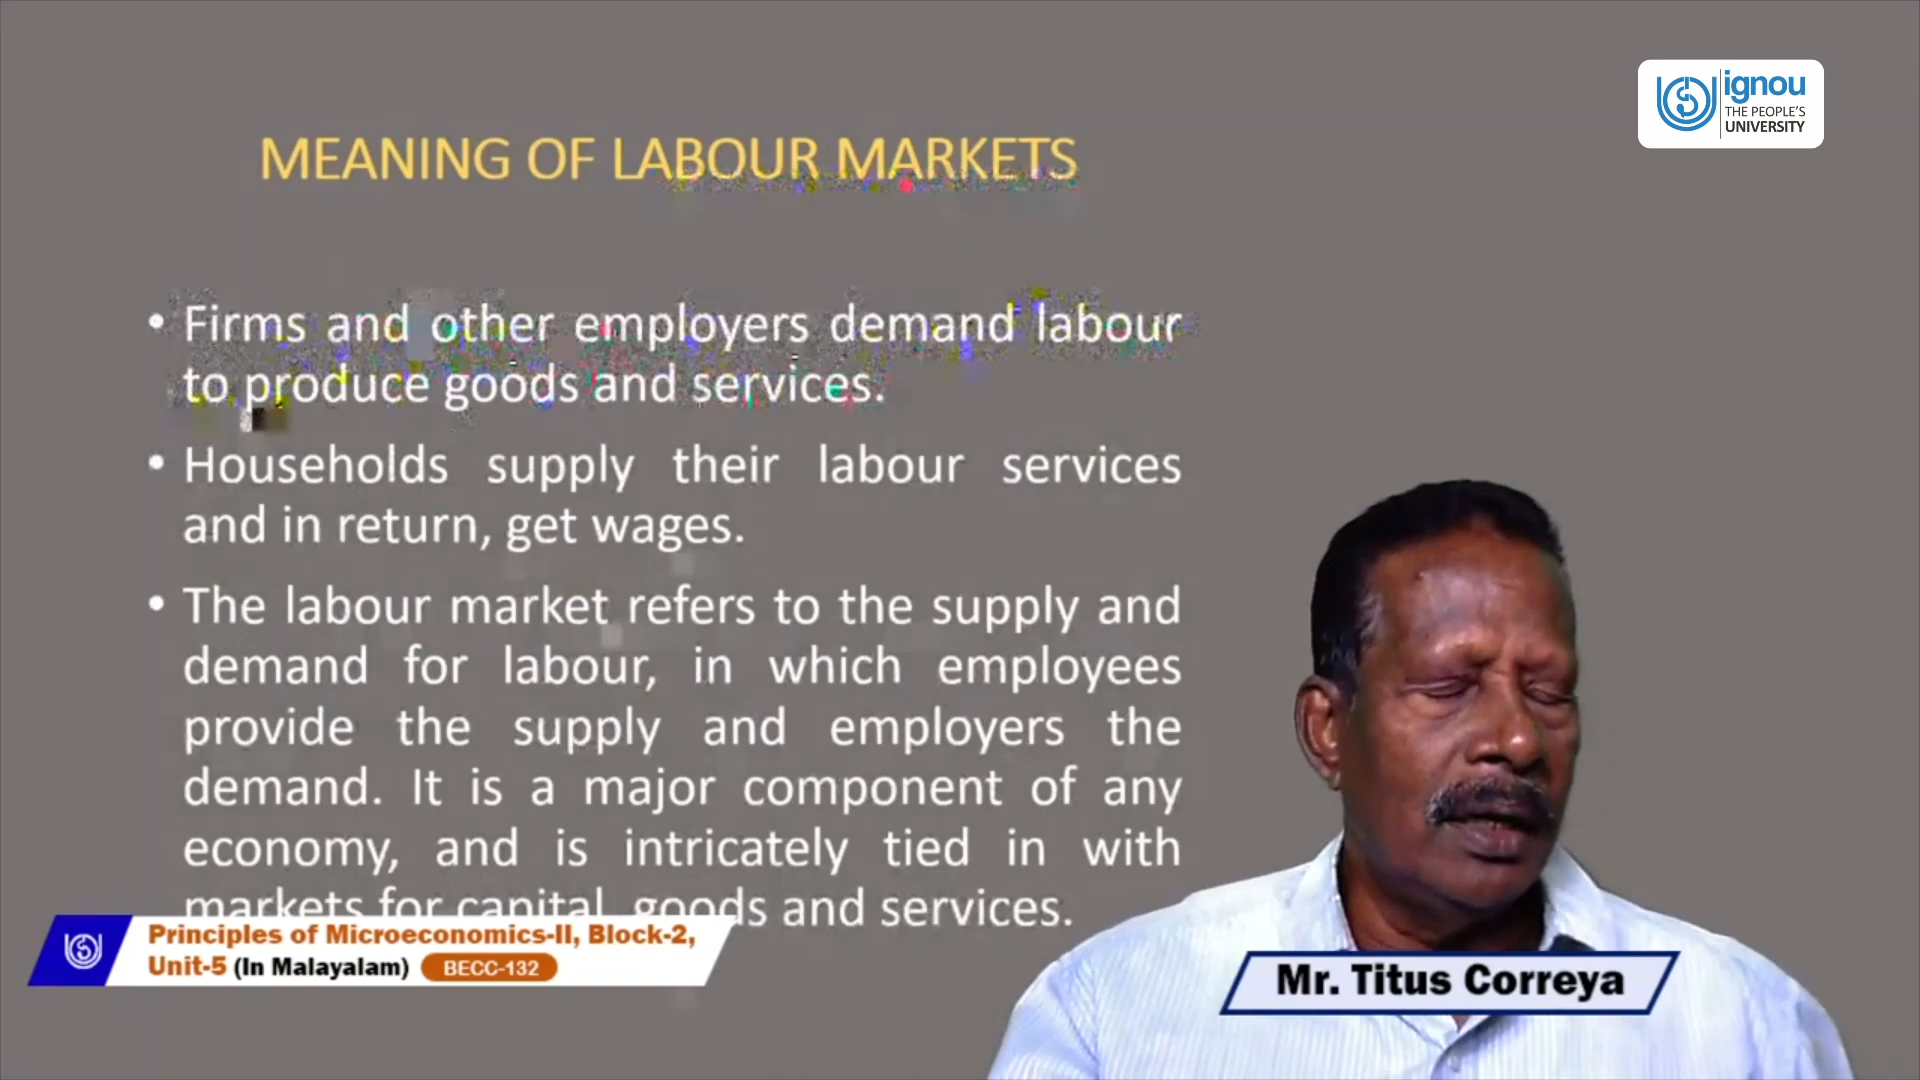 ignou
THE PEOPLE'S
UNIVERSITY
MEANING OF LABOUR MARKETS
• Firms and other employers demand labour
to produce goods and services.
• Households supply their labour services
and in return, get wages.
• The labour market refers to the supply and
demand for labour, in which employees
provide the supply and employers the
demand. It is a major component of any
economy, and is intricately tied in with
markets for capital, goods and services.
Principles of Microeconomics-II, Block-2,
Unit-5 (In Malayalam) BECC-132
Mr. Titus Correya